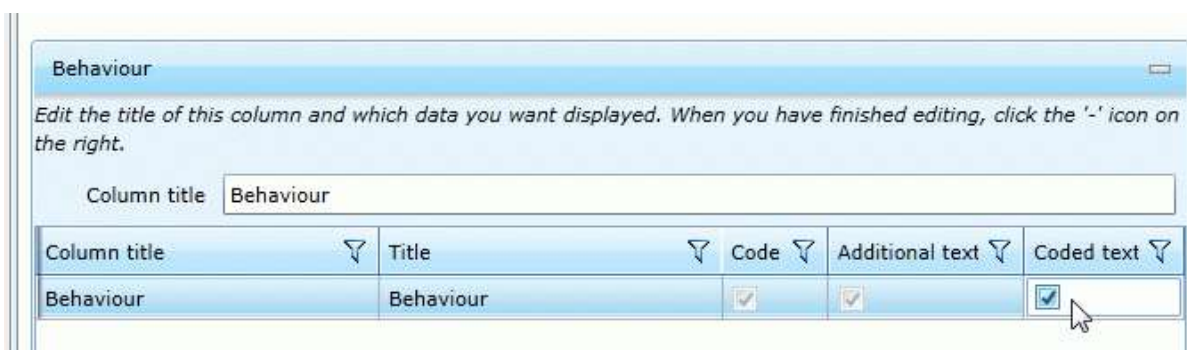 Behaviour
Edit the title of this column and which data you want displayed. When you have finished editing, click the '-' icon on
the right.
Column title Behaviour
Column title Title Code Additional text Coded text
Behaviour Behaviour